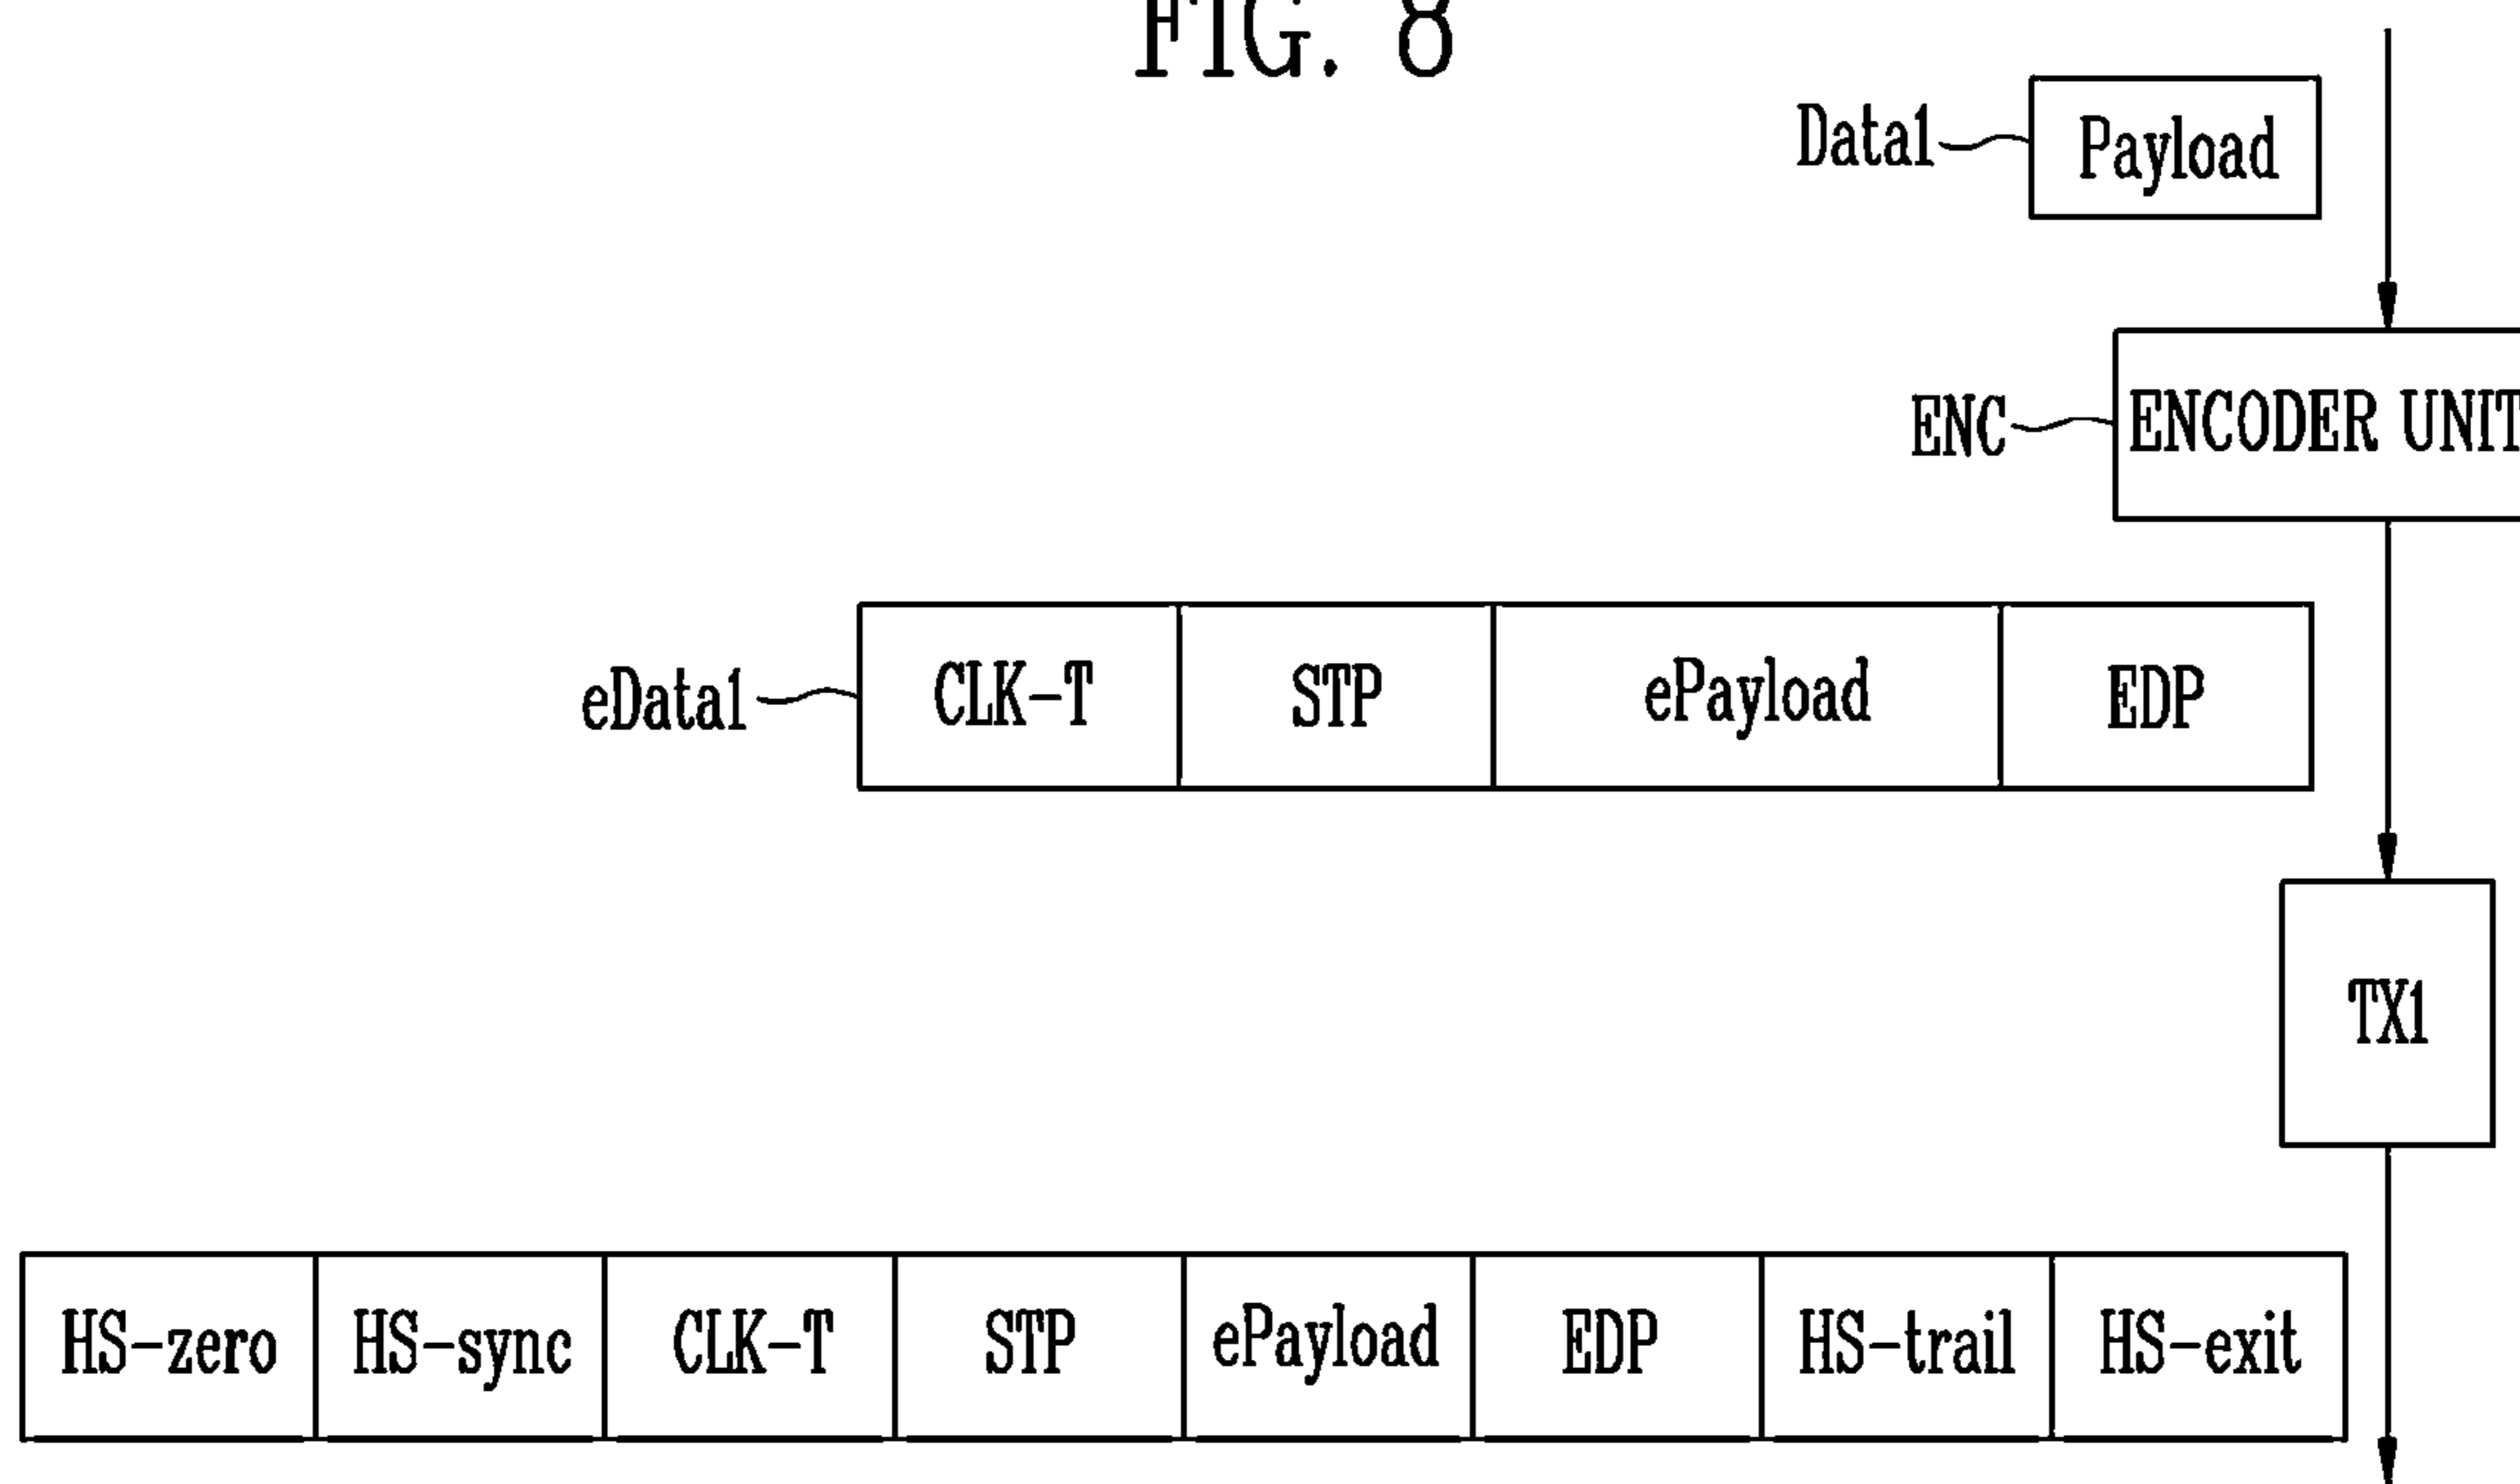 FIG. 8
Data1 Payload
ENC ENCODER UNIT
eData1 CLK-T STP ePayload EDP
TX1
HS-zero HS-sync CLK-T STP ePayload EDP HS-trail HS-exit